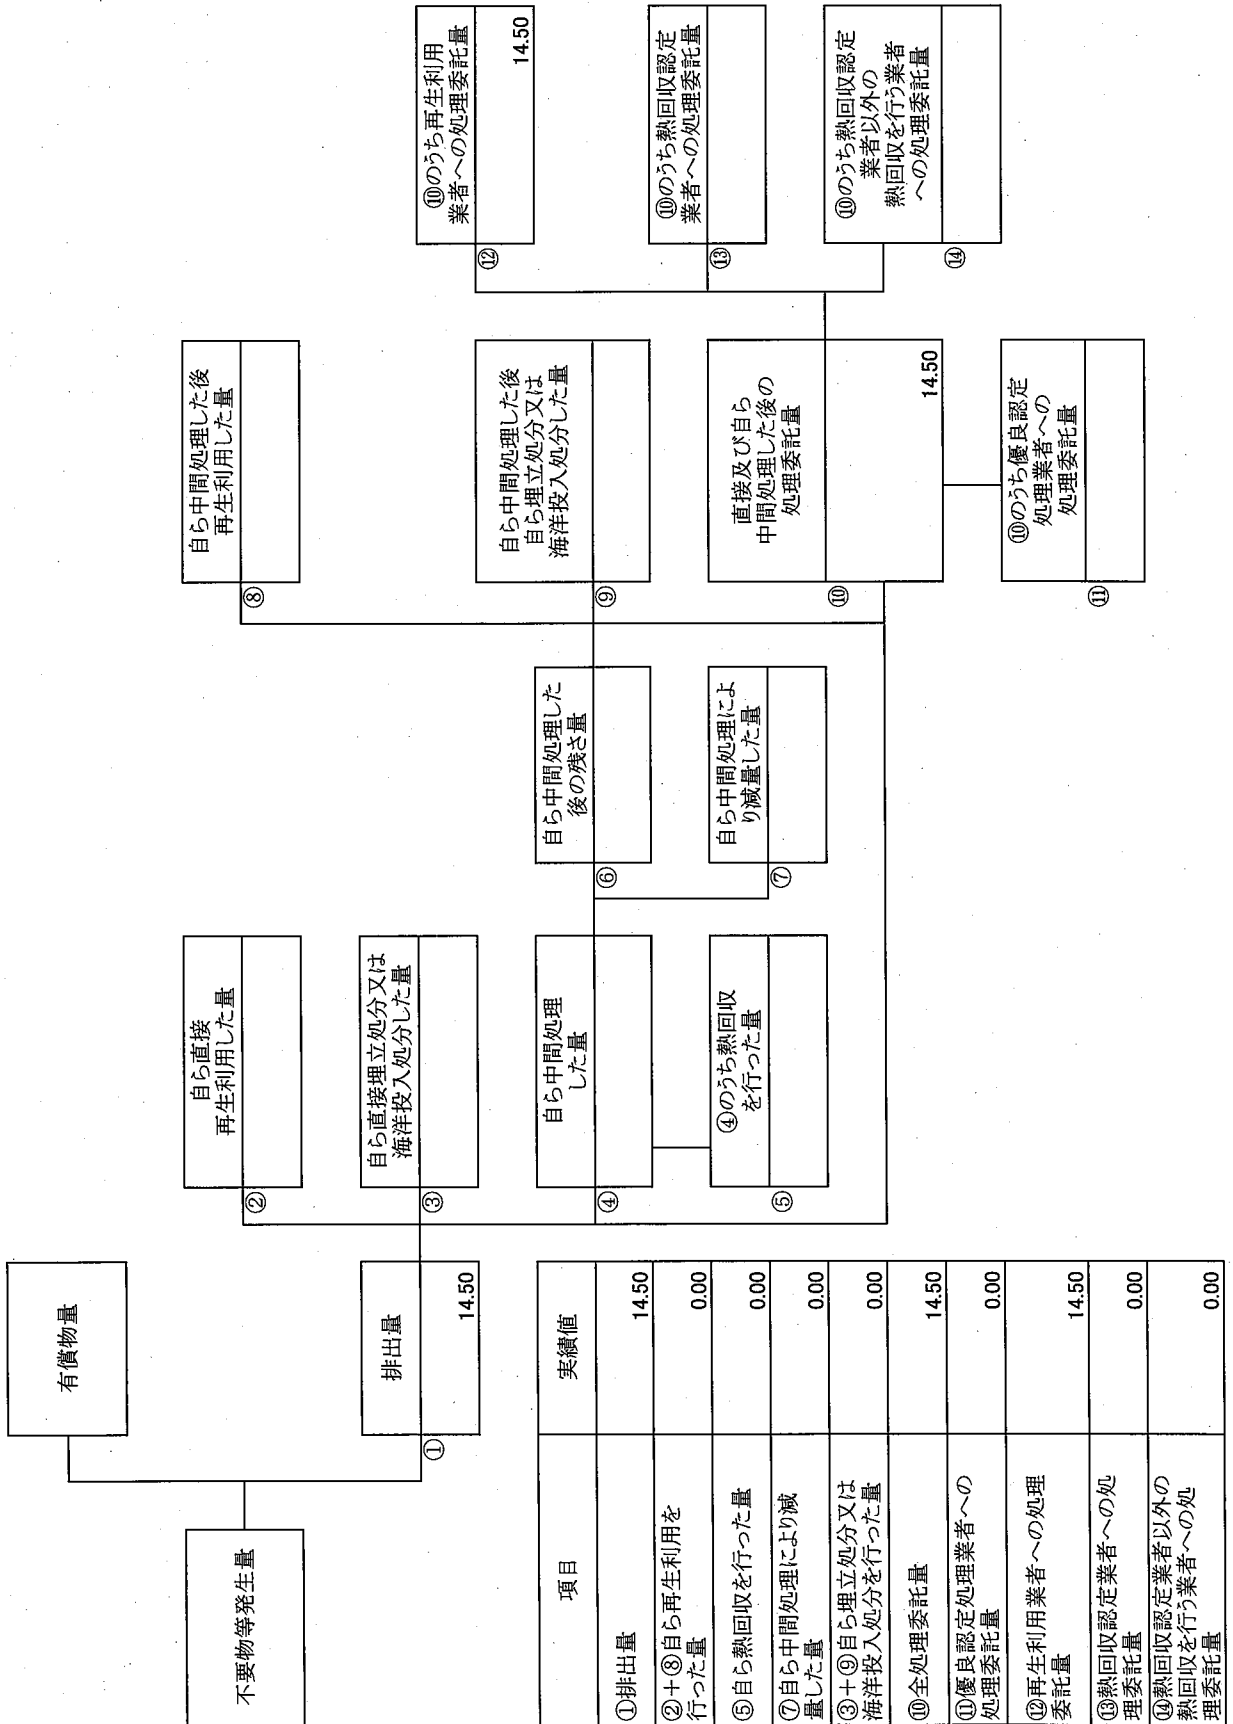 不要物等発生量
有償物量
①
排出量
14.50
②
自ら直接
再生利用した量
③
自ら直接埋立処分又は
海洋投入処分した量
④
自ら中間処理
した量
⑤
④のうち熱回収
を行った量
⑥
自ら中間処理した
後の残さ量
⑦
自ら中間処理によ
り減量した量
⑧
自ら中間処理した後
再生利用した量
⑨
自ら中間処理した後
自ら埋立処分又は
海洋投入処分した量
⑩
直接及び自ら
中間処理した後の
処理委託量
14.50
⑪
⑩のうち優良認定
処理業者への
処理委託量
⑫
⑩のうち再生利用
業者への処理委託量
14.50
⑬
⑩のうち熱回収認定
業者への処理委託量
⑭
⑩のうち熱回収認定
業者以外の
熱回収を行う業者
への処理委託量
項目
実績値
①排出量
14.50
②+⑧自ら再生利用を
行った量
0.00
⑤自ら熱回収を行った量
0.00
⑦自ら中間処理により減
量した量
0.00
③+⑨自ら埋立処分又は
海洋投入処分を行った量
0.00
⑩全処理委託量
14.50
⑪優良認定処理業者への
処理委託量
0.00
⑫再生利用業者への処理
委託量
14.50
⑬熱回収認定業者への処
理委託量
0.00
⑭熱回収認定業者以外の
熱回収を行う業者への処
理委託量
0.00